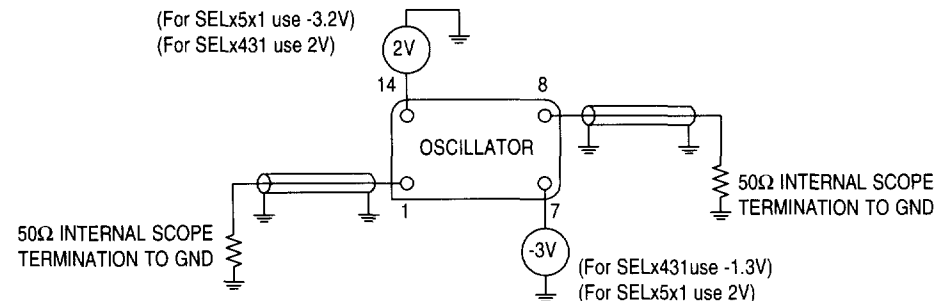 (For SELx5x1 use -3.2V)
(For SELx431 use 2V)
2V
14
8
OSCILLATOR
1
7
50Ω INTERNAL SCOPE
TERMINATION TO GND
50Ω INTERNAL SCOPE
TERMINATION TO GND
-3V
(For SELx431use -1.3V)
(For SELx5x1 use 2V)